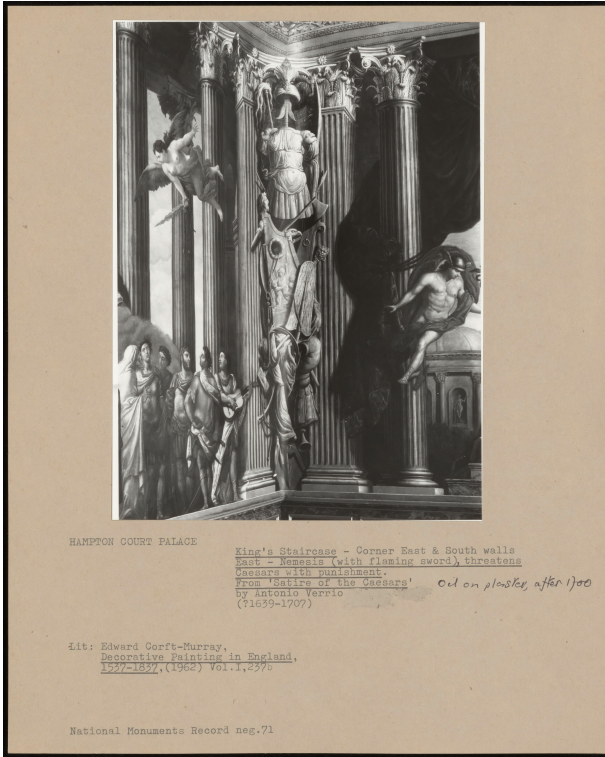 HAMPTON COURT PALACE
King's Staircase - Corner East & South walls
East - Nemesis (with flaming sword), threatens
Caesars with punishment.
From 'Satire of the Caesars'
Oil on plaster, after 1700
by Antonio Verrio
(?1639-1707)
Lit: Edward Corft-Murray,
Decorative Painting in England,
1537-1837,(1962) Vol.I,237b
National Monuments Record neg.71